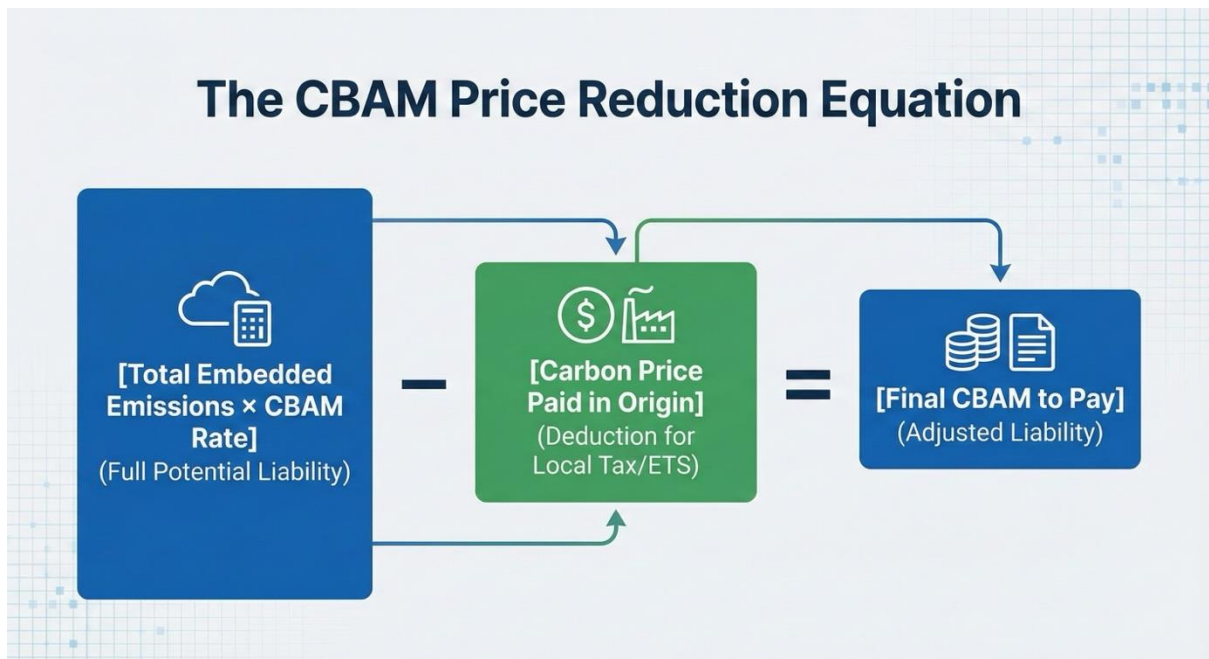 The CBAM Price Reduction Equation
[Total Embedded
Emissions × CBAM
Rate]
(Full Potential Liability)
−
$
[Carbon Price
Paid in Origin]
(Deduction for
Local Tax/ETS)
=
[Final CBAM to Pay]
(Adjusted Liability)